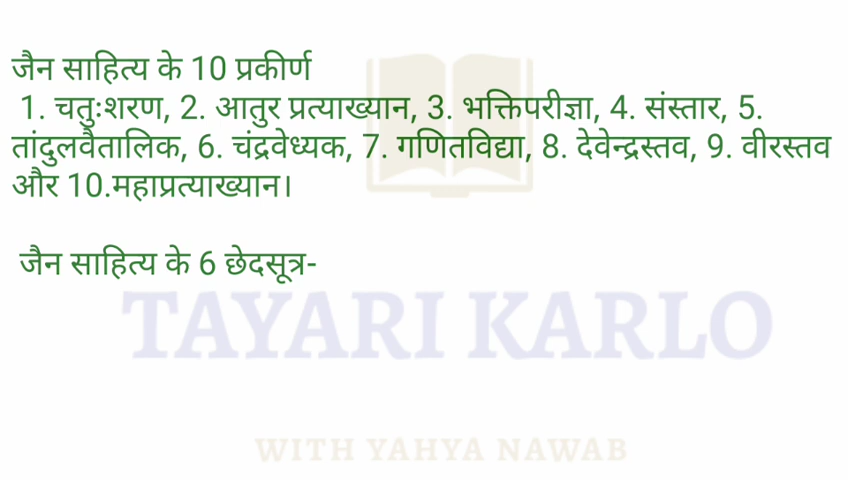 जैन साहित्य के 10 प्रकीर्ण
1. चतुःशरण, 2. आतुर प्रत्याख्यान, 3. भक्तिपरीज्ञा, 4. संस्तार, 5.
तांदुलवैतालिक, 6. चंद्रवेध्यक, 7. गणितविद्या, 8. देवेन्द्रस्तव, 9. वीरस्तव
और 10.महाप्रत्याख्यान।
जैन साहित्य के 6 छेदसूत्र-
TAYARI KARLO
WITH YAHYA NAWAB